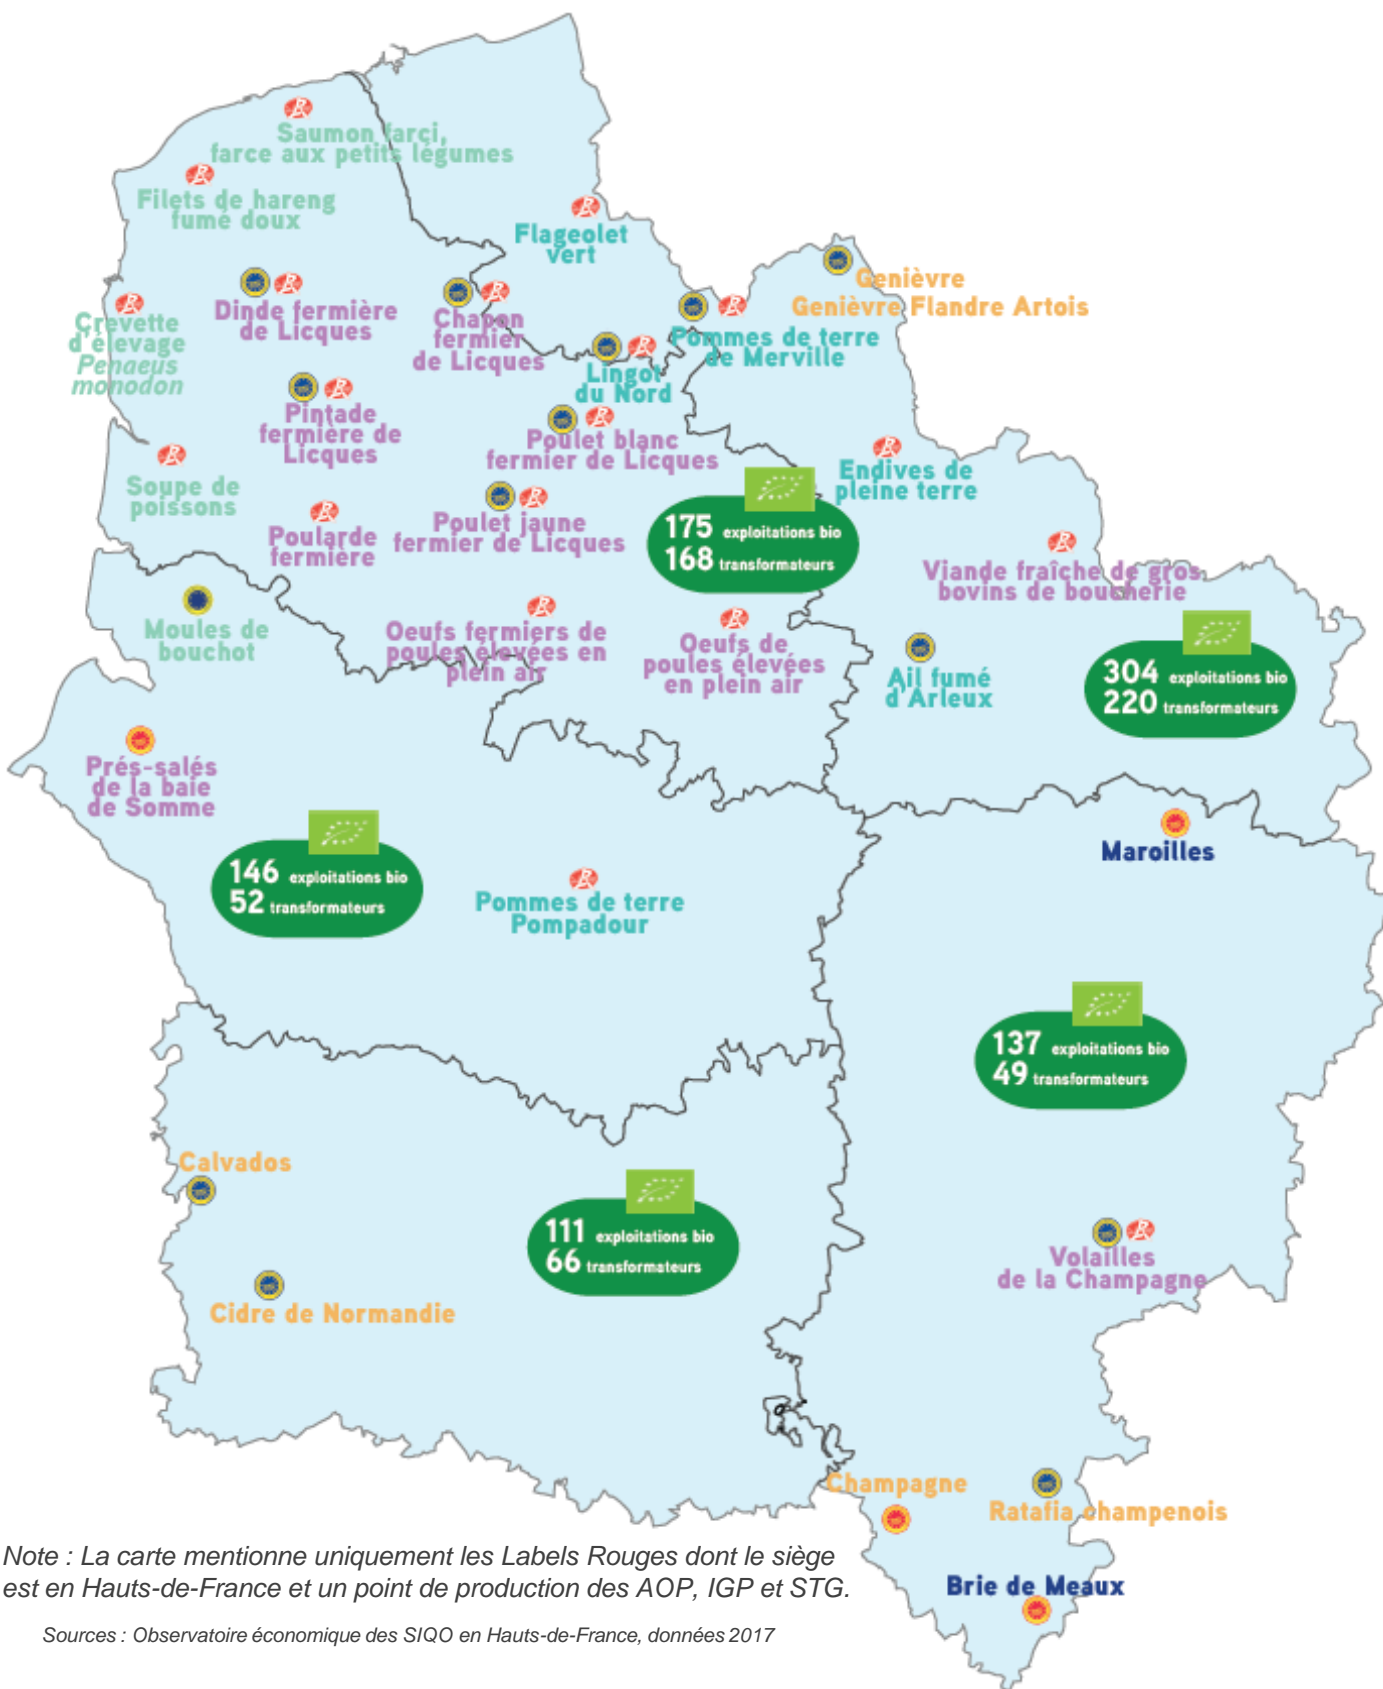 Saumon farçi,
farce aux petits légumes
Filets de hareng
fumé doux
Flageolet
vert
Genièvre
Genièvre Flandre Artois
Dinde fermière
de Licques
Chapon
fermier
de Licques
Crevette
d'élevage
Penaeus
monodon
Pommes de terre
de Merville
Lingot
du Nord
Pintade
fermière de
Licques
Poulet blanc
fermier de Licques
Endives de
pleine terre
Soupe de
poissons
Poularde
fermière
Poulet jaune
fermier de Licques
175 exploitations bio
168 transformateurs
Viande fraîche de gros
bovins de boucherie
Moules de
bouchot
Oeufs fermiers de
poules élevées en
plein air
Oeufs de
poules élevées
en plein air
Ail fumé
d'Arleux
304 exploitations bio
220 transformateurs
Prés-salés
de la baie
de Somme
Maroilles
146 exploitations bio
52 transformateurs
Pommes de terre
Pompadour
137 exploitations bio
49 transformateurs
Calvados
111 exploitations bio
66 transformateurs
Volailles
de la Champagne
Cidre de Normandie
Champagne
Ratafia champenois
Brie de Meaux
Note : La carte mentionne uniquement les Labels Rouges dont le siège
est en Hauts-de-France et un point de production des AOP, IGP et STG.
Sources : Observatoire économique des SIQO en Hauts-de-France, données 2017